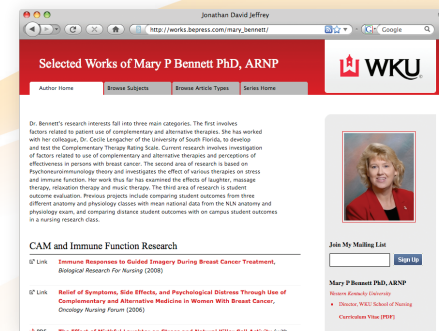 Jonathan David Jeffrey
http://works.bepress.com/mary_bennett/
Google
Selected Works of Mary P Bennett PhD, ARNP
WKU
Author Home
Browse Subjects
Browse Article Types
Series Home
Dr. Bennett's research interests fall into three main categories. The first involves
factors related to patient use of complementary and alternative therapies. She has worked
with her colleague, Dr. Cecile Lengacher of the University of South Florida, to develop
and test the Complementary Therapy Rating Scale. Current research involves investigation
of factors related to use of complementary and alternative therapies and perceptions of
effectiveness in persons with breast cancer. The second area of research is based on
Psychoneuroimmunology theory and investigates the effect of various therapies on stress
and immune function. Her work thus far has examined the effects of laughter, massage
therapy, relaxation therapy and music therapy. The third area of research is student
outcome evaluation. Previous projects include comparing student outcomes from three
different anatomy and physiology classes with mean national data from the NLN anatomy and
physiology exam, and comparing distance student outcomes with on campus student outcomes
in a nursing research class.
CAM and Immune Function Research
Link
Immune Responses to Guided Imagery During Breast Cancer Treatment,
Biological Research For Nursing (2008)
Link
Relief of Symptoms, Side Effects, and Psychological Distress Through Use of
Complementary and Alternative Medicine in Women With Breast Cancer,
Oncology Nursing Forum (2006)
Join My Mailing List
Sign Up
Mary P Bennett PhD, ARNP
Western Kentucky University
Director, WKU School of Nursing
Curriculum Vitae [PDF]